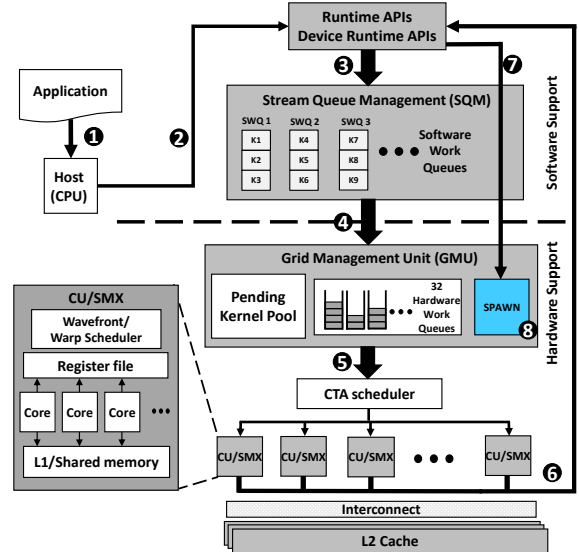 Runtime APIs
Device Runtime APIs
❸
❼
Application
❶
❷
Host
(CPU)
Stream Queue Management (SQM)
SWQ 1 SWQ 2 SWQ 3
K1 K4 K7
K2 K5 K8
K3 K6 K9
Software
Work
Queues
Software Support
❹
Grid Management Unit (GMU)
Pending
Kernel Pool
32
Hardware
Work
Queues
SPAWN
❽
Hardware Support
❺
CU/SMX
Wavefront/
Warp Scheduler
Register file
Core Core Core
L1/Shared memory
CTA scheduler
CU/SMX CU/SMX CU/SMX CU/SMX
❻
Interconnect
L2 Cache